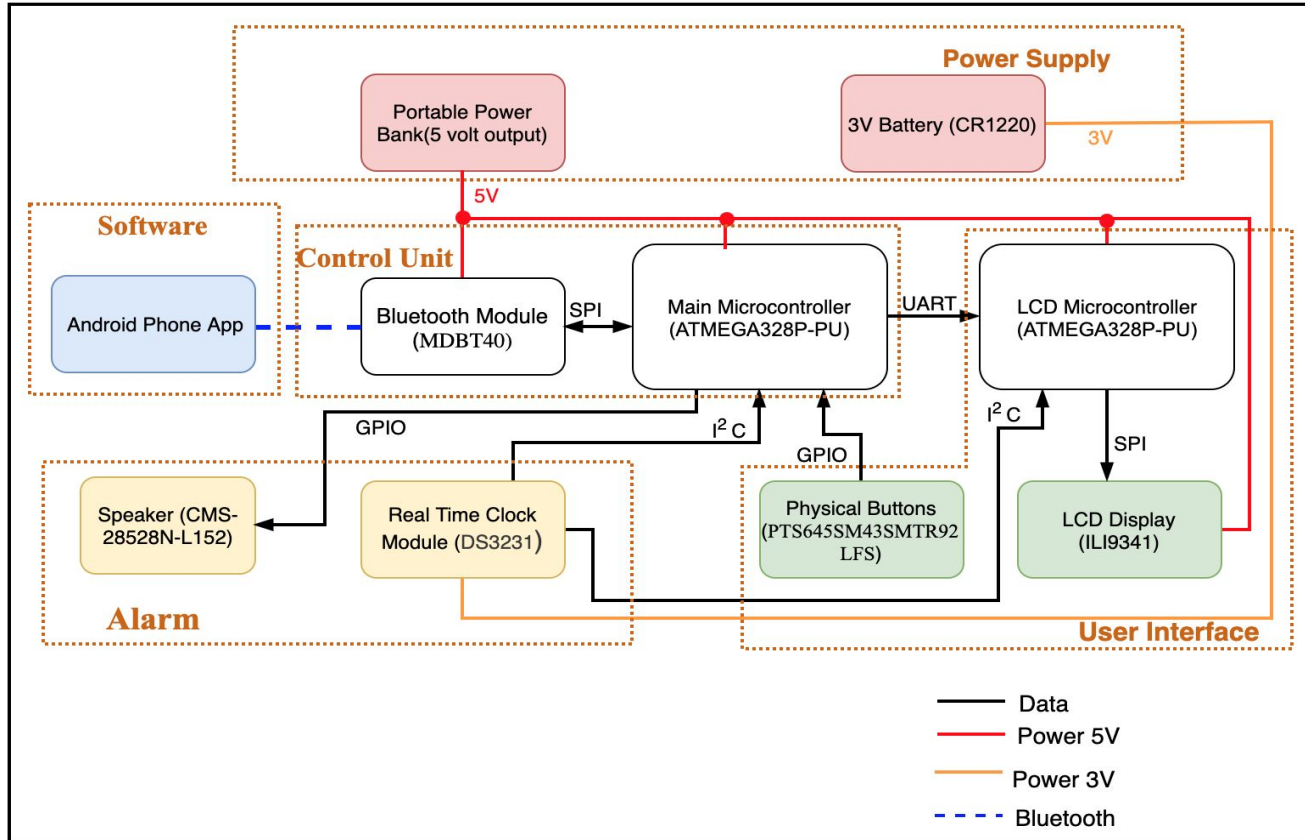 Power Supply
Portable Power
Bank(5 volt output)
3V Battery (CR1220)
3V
5V
Software
Control Unit
Android Phone App
Bluetooth Module
(MDBT40)
SPI
Main Microcontroller
(ATMEGA328P-PU)
UART
LCD Microcontroller
(ATMEGA328P-PU)
GPIO
I² C
GPIO
I² C
SPI
Speaker (CMS-
28528N-L152)
Real Time Clock
Module (DS3231)
Physical Buttons
(PTS645SM43SMTR92
LFS)
LCD Display
(ILI9341)
Alarm
User Interface
Data
Power 5V
Power 3V
Bluetooth